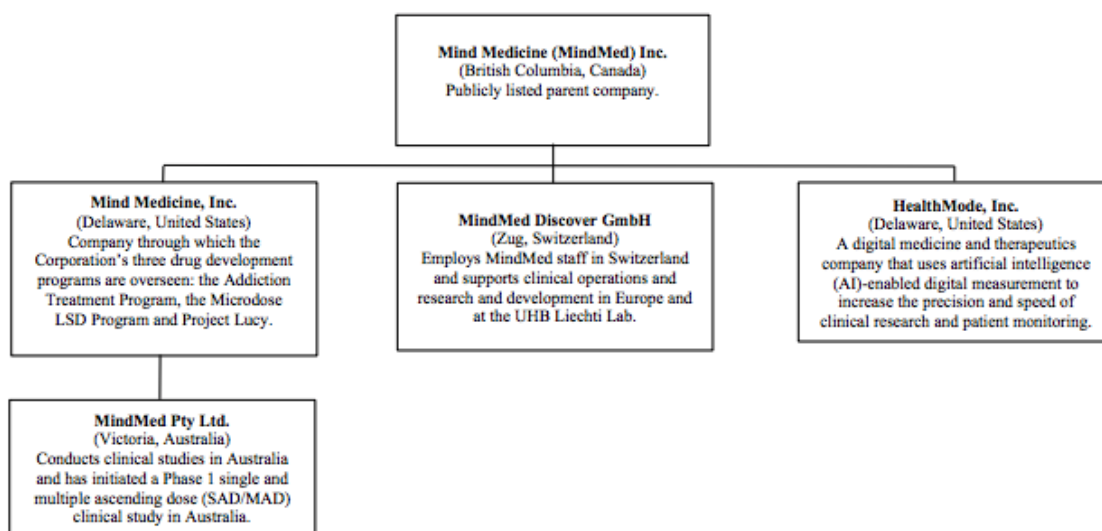 Mind Medicine (MindMed) Inc.
(British Columbia, Canada)
Publicly listed parent company.
Mind Medicine, Inc.
(Delaware, United States)
Company through which the
Corporation's three drug development
programs are overseen: the Addiction
Treatment Program, the Microdose
LSD Program and Project Lucy.
MindMed Discover GmbH
(Zug, Switzerland)
Employs MindMed staff in Switzerland
and supports clinical operations and
research and development in Europe and
at the UHB Liechti Lab.
HealthMode, Inc.
(Delaware, United States)
A digital medicine and therapeutics
company that uses artificial intelligence
(AI)-enabled digital measurement to
increase the precision and speed of
clinical research and patient monitoring.
MindMed Pty Ltd.
(Victoria, Australia)
Conducts clinical studies in Australia
and has initiated a Phase 1 single and
multiple ascending dose (SAD/MAD)
clinical study in Australia.